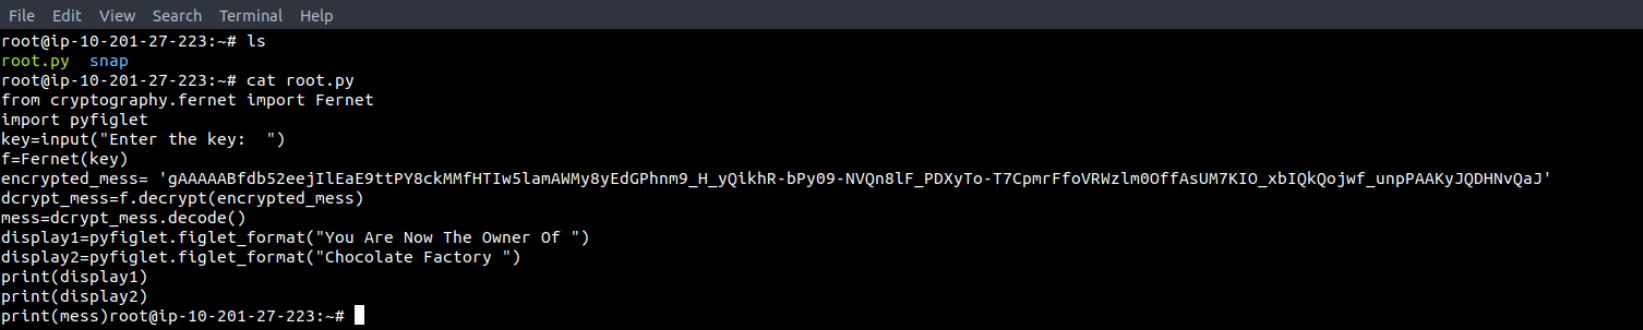 File Edit View Search Terminal Help
root@ip-10-201-27-223:~# ls
root.py  snap
root@ip-10-201-27-223:~# cat root.py
from cryptography.fernet import Fernet
import pyfiglet
key=input("Enter the key:  ")
f=Fernet(key)
encrypted_mess= 'gAAAAABfdb52eejIlEaE9ttPY8ckMMfHTIw5lamAWMy8yEdGPhnm9_H_yQikhR-bPy09-NVQn8lF_PDXyTo-T7CpmrFfoVRWzlm0OffAsUM7KIO_xbIQkQojwf_unpPAAKyJQDHNvQaJ'
dcrypt_mess=f.decrypt(encrypted_mess)
mess=dcrypt_mess.decode()
display1=pyfiglet.figlet_format("You Are Now The Owner Of ")
display2=pyfiglet.figlet_format("Chocolate Factory ")
print(display1)
print(display2)
print(mess)root@ip-10-201-27-223:~#